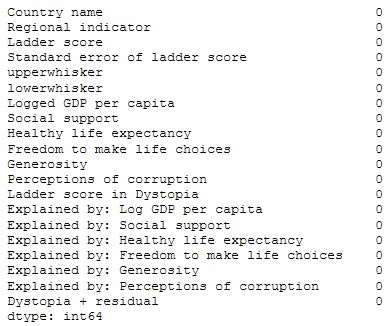 Country name 0
Regional indicator 0
Ladder score 0
Standard error of ladder score 0
upperwhisker 0
lowerwhisker 0
Logged GDP per capita 0
Social support 0
Healthy life expectancy 0
Freedom to make life choices 0
Generosity 0
Perceptions of corruption 0
Ladder score in Dystopia 0
Explained by: Log GDP per capita 0
Explained by: Social support 0
Explained by: Healthy life expectancy 0
Explained by: Freedom to make life choices 0
Explained by: Generosity 0
Explained by: Perceptions of corruption 0
Dystopia + residual 0
dtype: int64